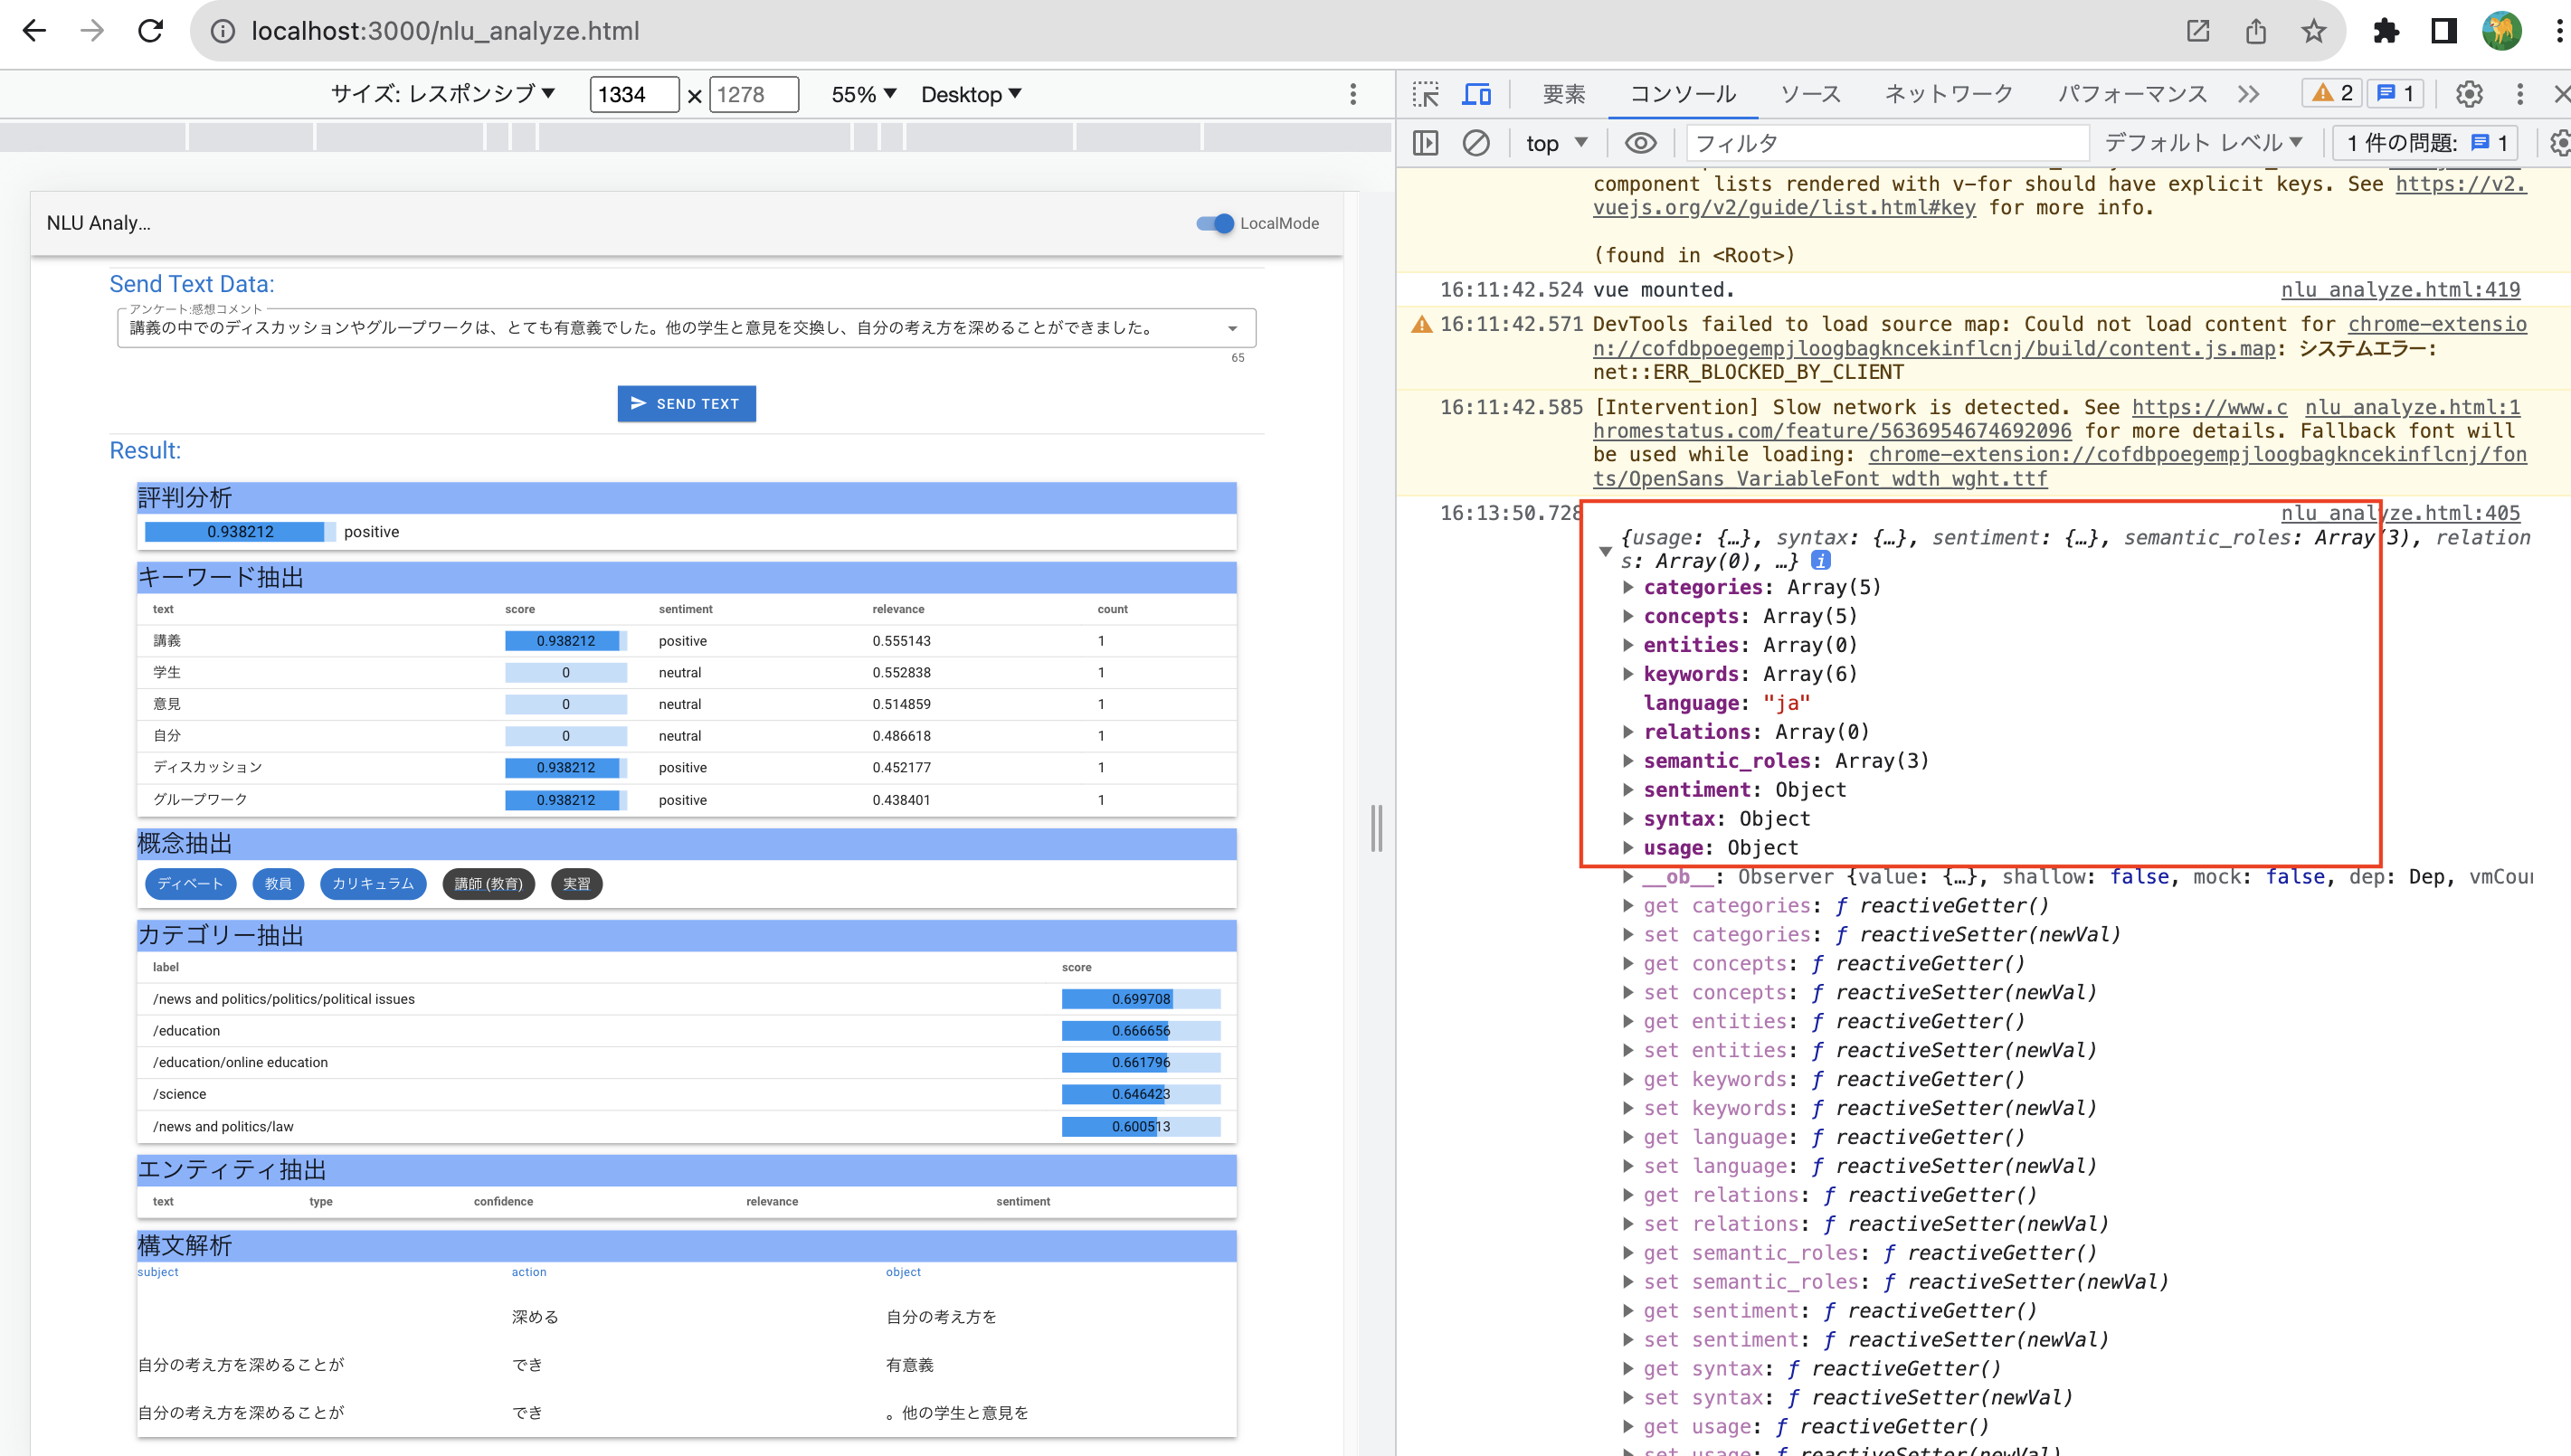 localhost:3000/nlu_analyze.html
サイズ: レスポンシブ 1334 × 1278 55% Desktop
NLU Analy...
LocalMode
Send Text Data:
アンケート:感想コメント
講義の中でのディスカッションやグループワークは、とても有意義でした。他の学生と意見を交換し、自分の考え方を深めることができました。
65
SEND TEXT
Result:
評判分析
0.938212 positive
キーワード抽出
text score sentiment relevance count
講義 0.938212 positive 0.555143 1
学生 0 neutral 0.552838 1
意見 0 neutral 0.514859 1
自分 0 neutral 0.486618 1
ディスカッション 0.938212 positive 0.452177 1
グループワーク 0.938212 positive 0.438401 1
概念抽出
ディベート 教員 カリキュラム 講師 (教育) 実習
カテゴリー抽出
label score
/news and politics/politics/political issues 0.699708
/education 0.666656
/education/online education 0.661796
/science 0.646423
/news and politics/law 0.600513
エンティティ抽出
text type confidence relevance sentiment
構文解析
subject action object
深める 自分の考え方を
自分の考え方を深めることが でき 有意義
自分の考え方を深めることが でき 。他の学生と意見を
要素 コンソール ソース ネットワーク パフォーマンス 2 1
top フィルタ デフォルト レベル 1 件の問題: 1
component lists rendered with v-for should have explicit keys. See https://v2.
vuejs.org/v2/guide/list.html#key for more info.
(found in <Root>)
16:11:42.524 vue mounted. nlu_analyze.html:419
16:11:42.571 DevTools failed to load source map: Could not load content for chrome-extensio
n://cofdbpoegempjloogbagkncekinflcnj/build/content.js.map: システムエラー:
net::ERR_BLOCKED_BY_CLIENT
16:11:42.585 [Intervention] Slow network is detected. See https://www.c nlu_analyze.html:1
hromestatus.com/feature/5636954674692096 for more details. Fallback font will
be used while loading: chrome-extension://cofdbpoegempjloogbagkncekinflcnj/fon
ts/OpenSans_VariableFont_wdth_wght.ttf
16:13:50.728 nlu_analyze.html:405
{usage: {…}, syntax: {…}, sentiment: {…}, semantic_roles: Array(3), relation
s: Array(0), …} i
categories: Array(5)
concepts: Array(5)
entities: Array(0)
keywords: Array(6)
language: "ja"
relations: Array(0)
semantic_roles: Array(3)
sentiment: Object
syntax: Object
usage: Object
__ob__: Observer {value: {…}, shallow: false, mock: false, dep: Dep, vmCou
get categories: ƒ reactiveGetter()
set categories: ƒ reactiveSetter(newVal)
get concepts: ƒ reactiveGetter()
set concepts: ƒ reactiveSetter(newVal)
get entities: ƒ reactiveGetter()
set entities: ƒ reactiveSetter(newVal)
get keywords: ƒ reactiveGetter()
set keywords: ƒ reactiveSetter(newVal)
get language: ƒ reactiveGetter()
set language: ƒ reactiveSetter(newVal)
get relations: ƒ reactiveGetter()
set relations: ƒ reactiveSetter(newVal)
get semantic_roles: ƒ reactiveGetter()
set semantic_roles: ƒ reactiveSetter(newVal)
get sentiment: ƒ reactiveGetter()
set sentiment: ƒ reactiveSetter(newVal)
get syntax: ƒ reactiveGetter()
set syntax: ƒ reactiveSetter(newVal)
get usage: ƒ reactiveGetter()
set usage: ƒ reactiveSetter(newVal)